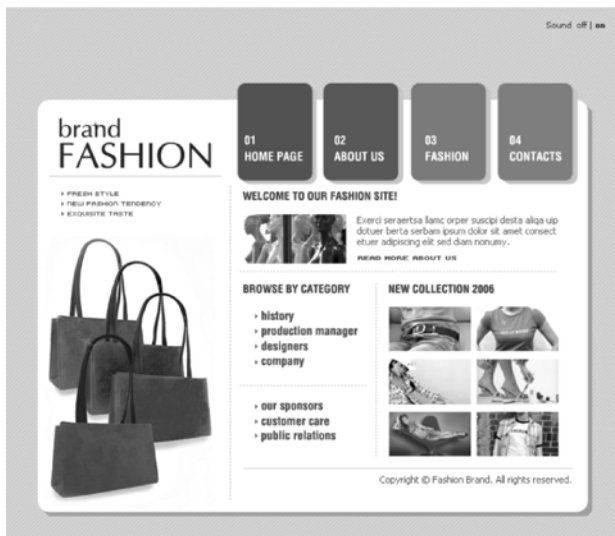 Sound off | on
brand
FASHION
01
HOME PAGE
02
ABOUT US
03
FASHION
04
CONTACTS
FRESH STYLE
NEW FASHION TENDENCY
EXQUISITE TASTE
WELCOME TO OUR FASHION SITE!
Exerci seraertsa llamc orper suscipi desta aliqa uip
dotuer berta serbam ipsum dolor sit amet consect
etuer adipiscing elit sed diam nonumy.
READ MORE ABOUT US
BROWSE BY CATEGORY
history
production manager
designers
company
our sponsors
customer care
public relations
NEW COLLECTION 2006
Copyright © Fashion Brand. All rights reserved.